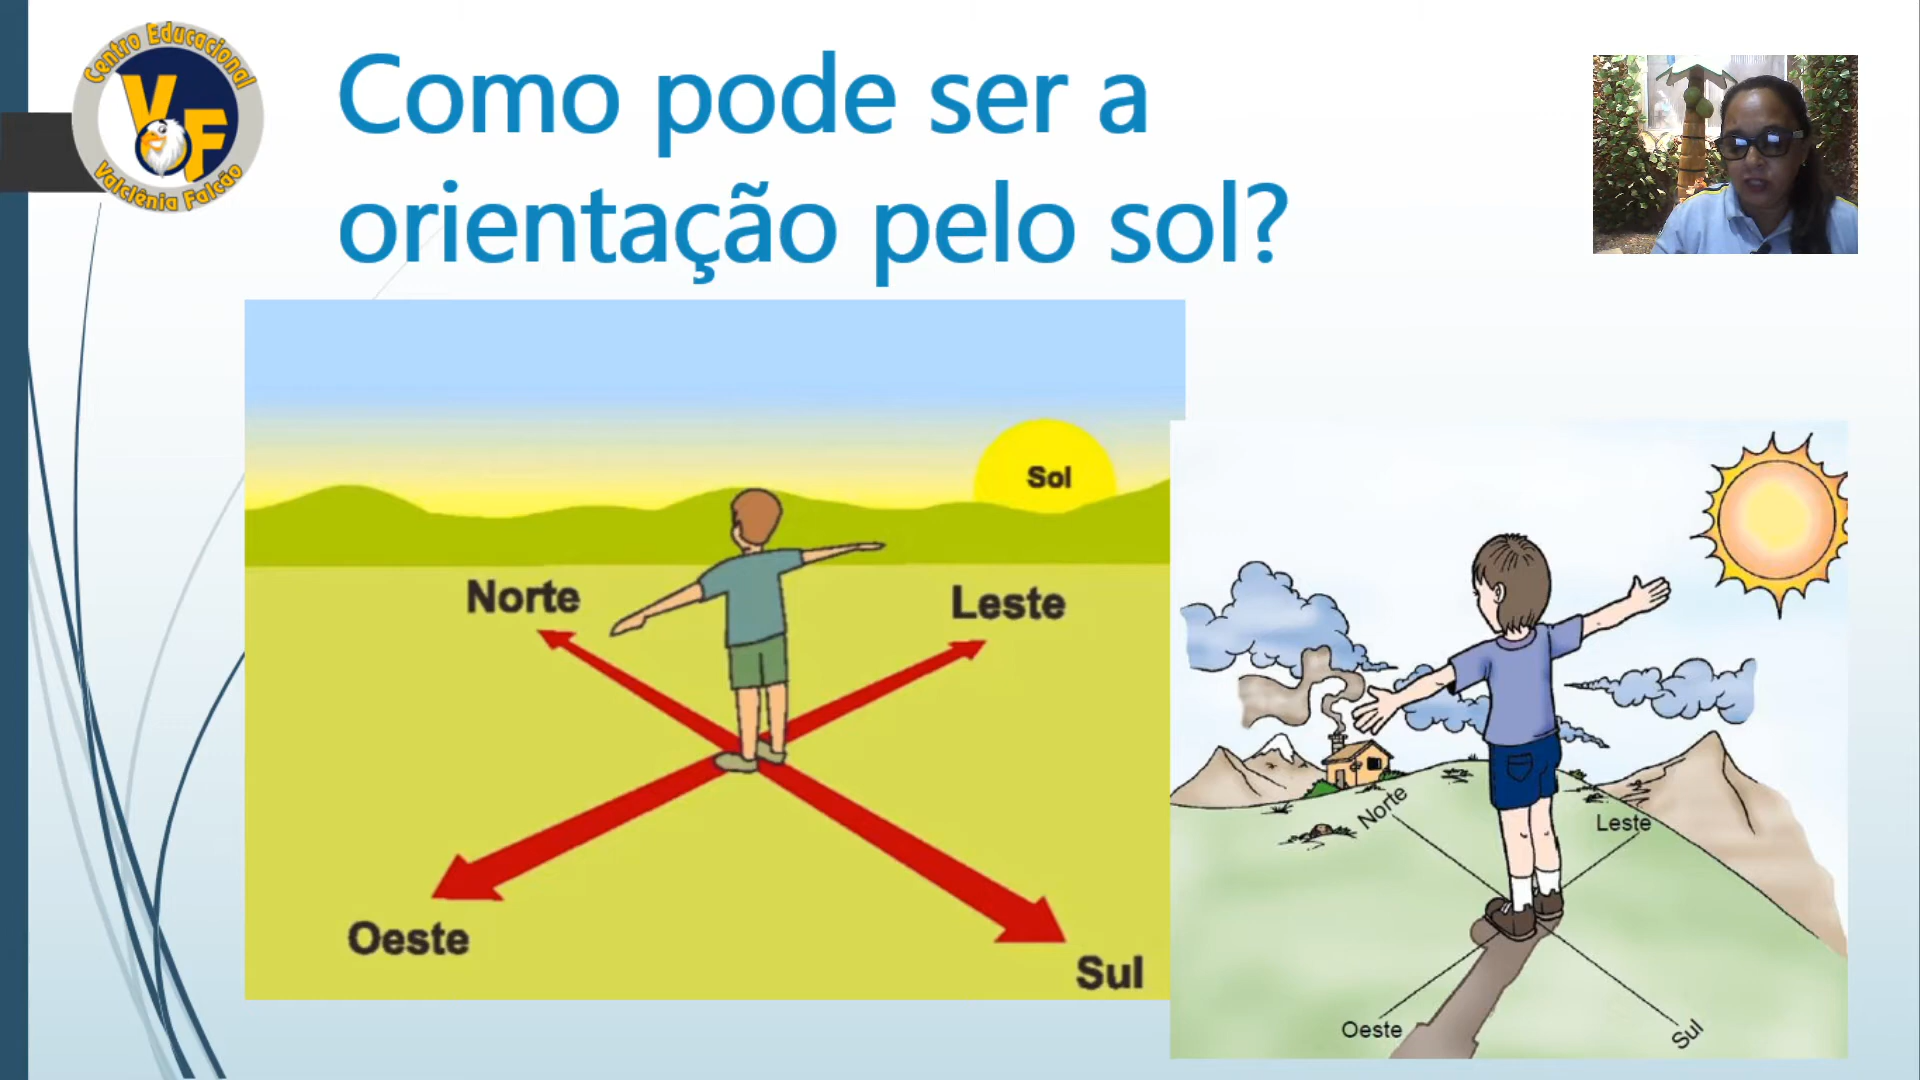 Centro Educacional
VF
Valclênia Falcão
Como pode ser a
orientação pelo sol?
Sol
Norte
Leste
Oeste
Sul
Norte
Leste
Oeste
Sul